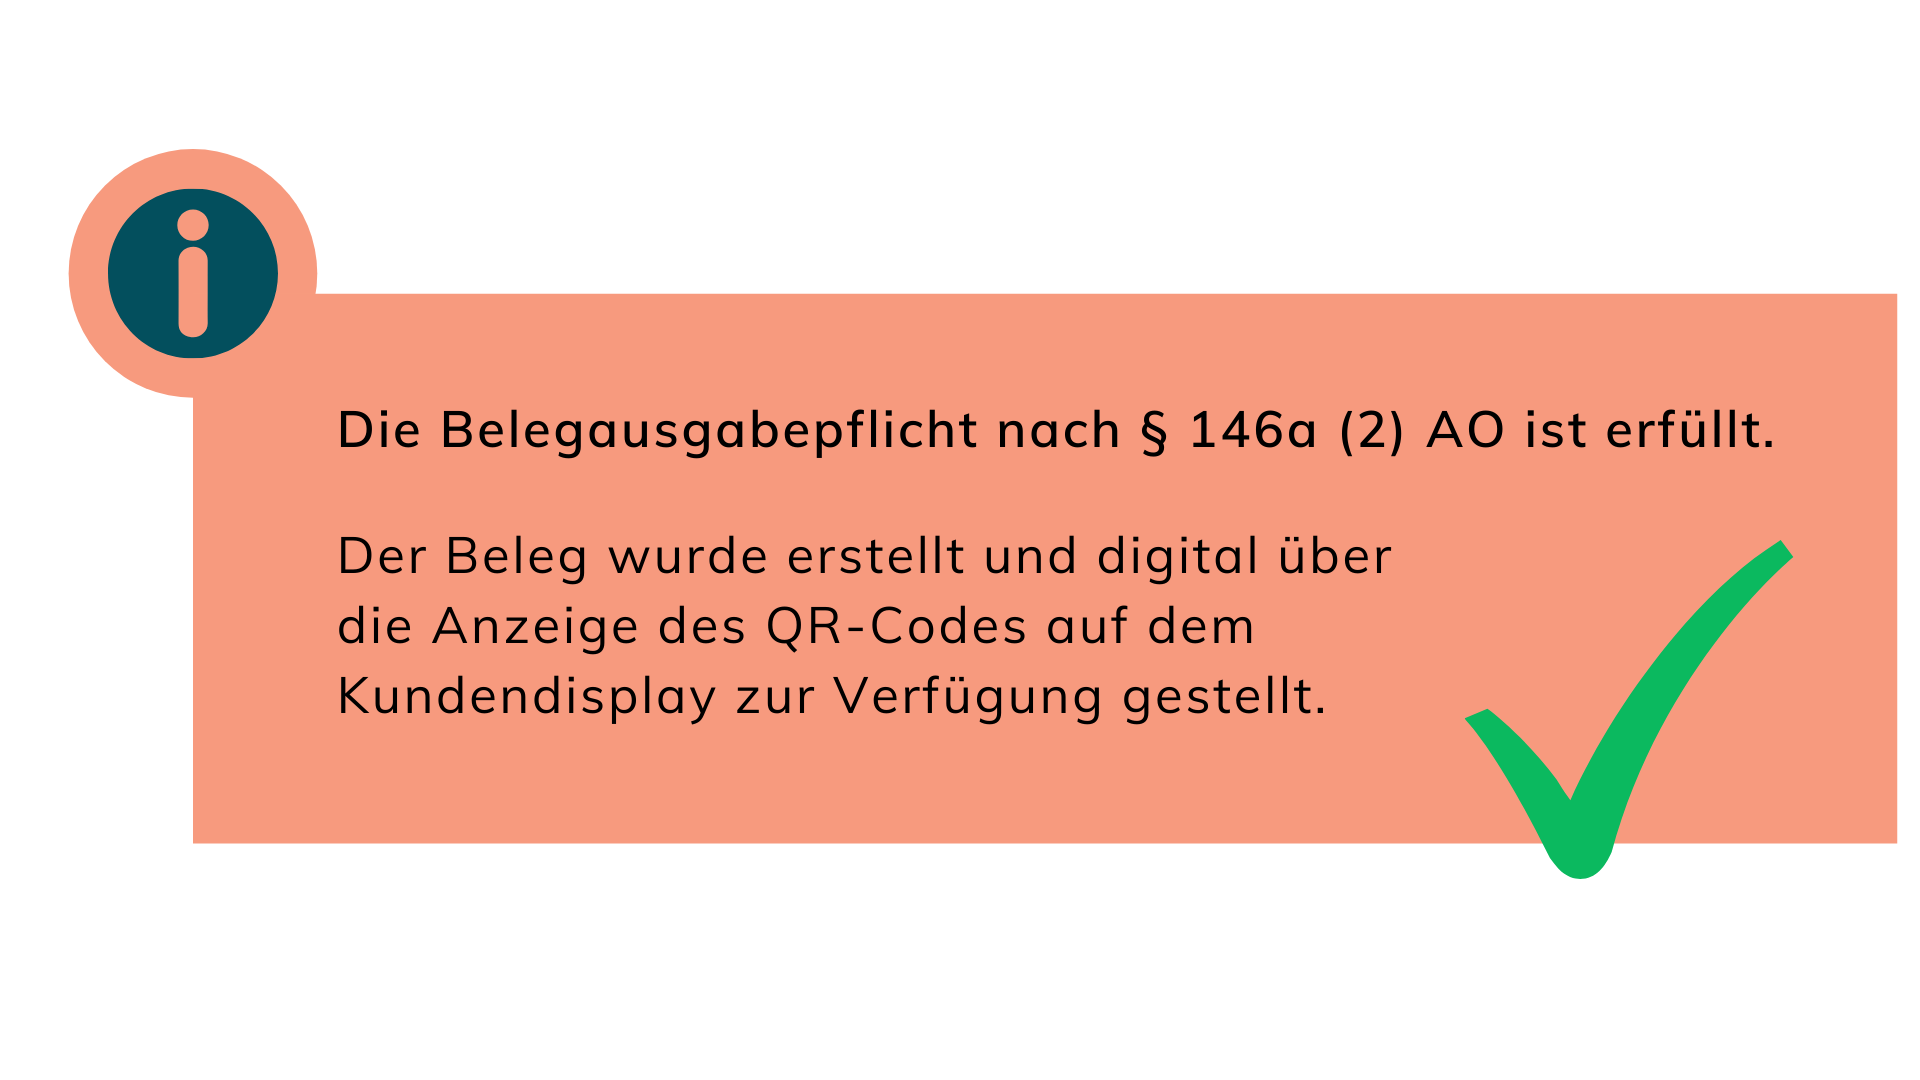 Die Belegausgabepflicht nach § 146a (2) AO ist erfüllt.
Der Beleg wurde erstellt und digital über
die Anzeige des QR-Codes auf dem
Kundendisplay zur Verfügung gestellt.